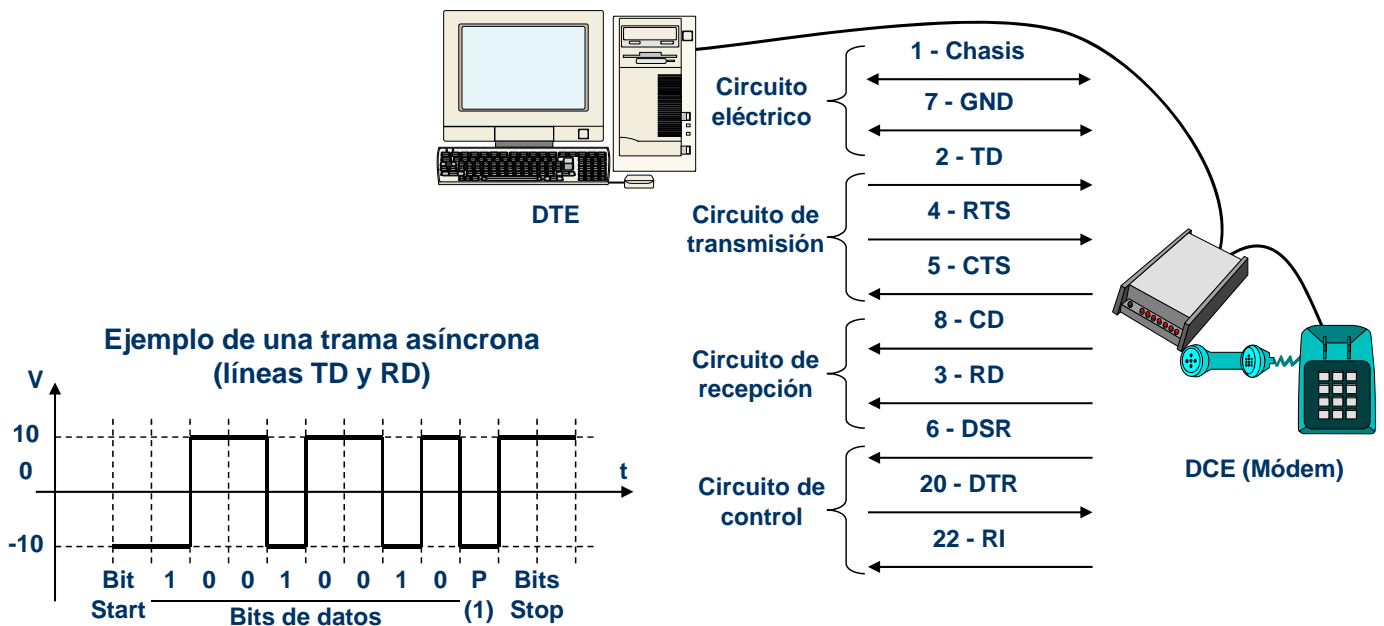 DTE
Circuito
eléctrico
Circuito de
transmisión
Circuito de
recepción
Circuito de
control
1 - Chasis
7 - GND
2 - TD
4 - RTS
5 - CTS
8 - CD
3 - RD
6 - DSR
20 - DTR
22 - RI
DCE (Módem)
Ejemplo de una trama asíncrona
(líneas TD y RD)
V
10
0
-10
t
Bit 1 0 0 1 0 0 1 0 P Bits
Start Bits de datos (1) Stop